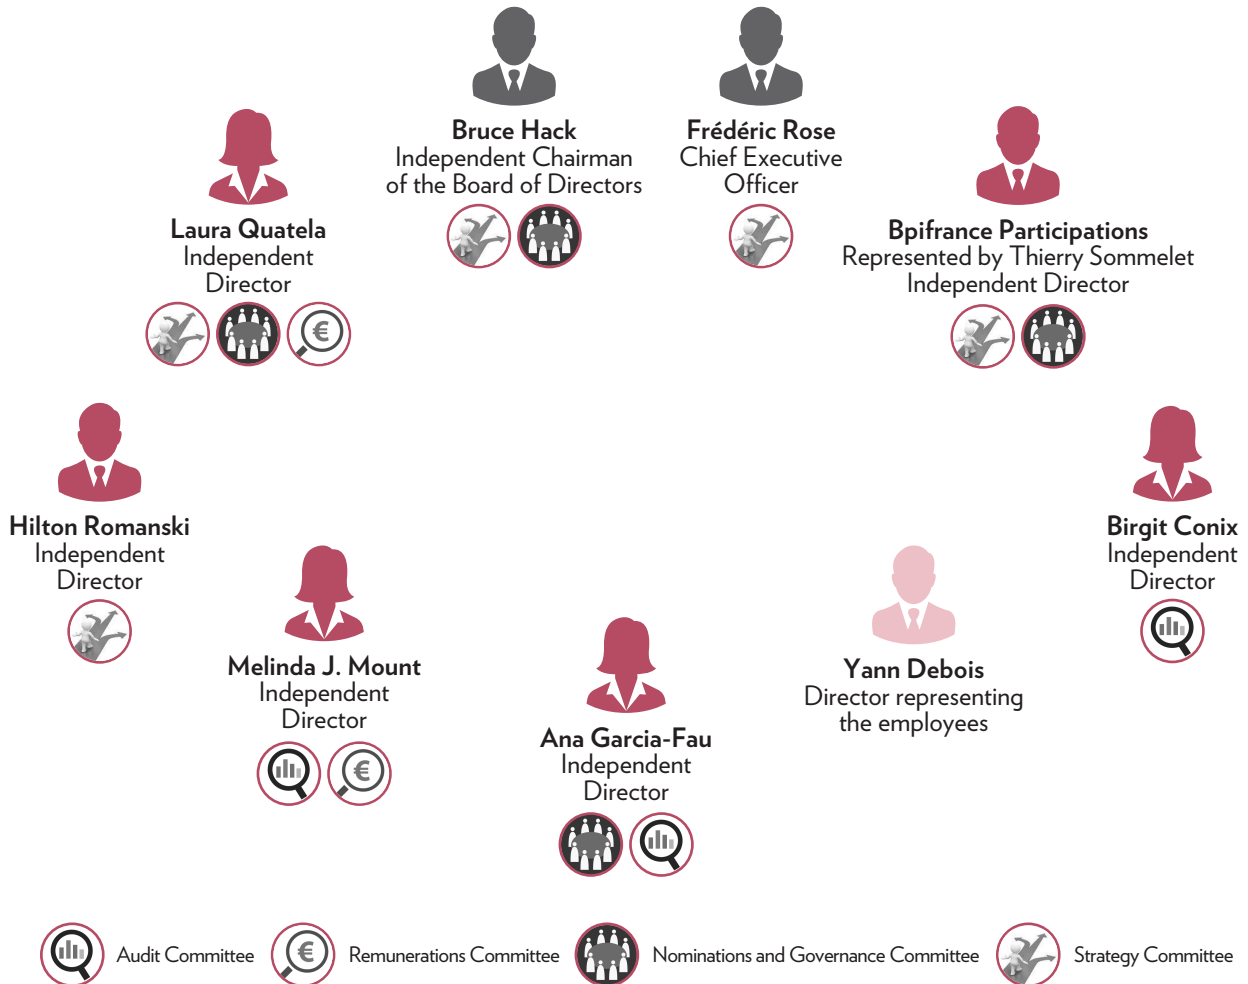 Bruce Hack
Independent Chairman
of the Board of Directors
Frédéric Rose
Chief Executive
Officer
Laura Quatela
Independent
Director
€
Bpifrance Participations
Represented by Thierry Sommelet
Independent Director
Hilton Romanski
Independent
Director
Birgit Conix
Independent
Director
Melinda J. Mount
Independent
Director
€
Ana Garcia-Fau
Independent
Director
Yann Debois
Director representing
the employees
Audit Committee
€
Remunerations Committee
Nominations and Governance Committee
Strategy Committee